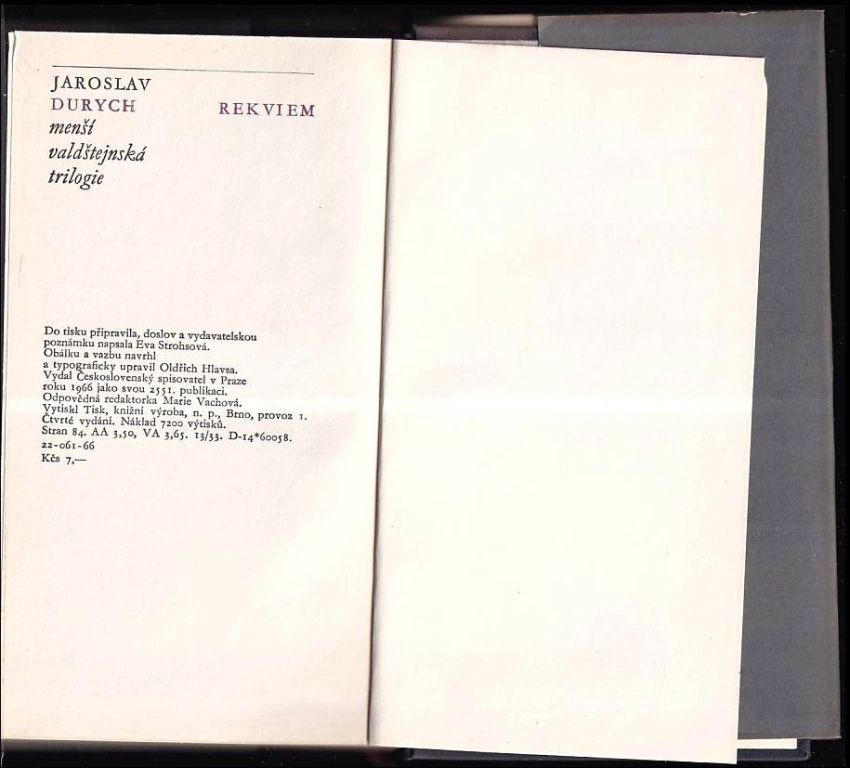 JAROSLAV
DURYCH REKVIEM
menší
valdštejnská
trilogie
Do tisku připravila, doslov a vydavatelskou
poznámku napsala Eva Strohsová.
Obálku a vazbu navrhl
a typograficky upravil Oldřich Hlavsa.
Vydal Československý spisovatel v Praze
roku 1966 jako svou 2551. publikaci.
Odpovědná redaktorka Marie Vachová.
Vytiskl Tisk, knižní výroba, n. p., Brno, provoz 1.
Čtvrté vydání. Náklad 7200 výtisků.
Stran 84. AA 3,50, VA 3,65. 13/33. D-14*60058.
22-061-66
Kčs 7,—